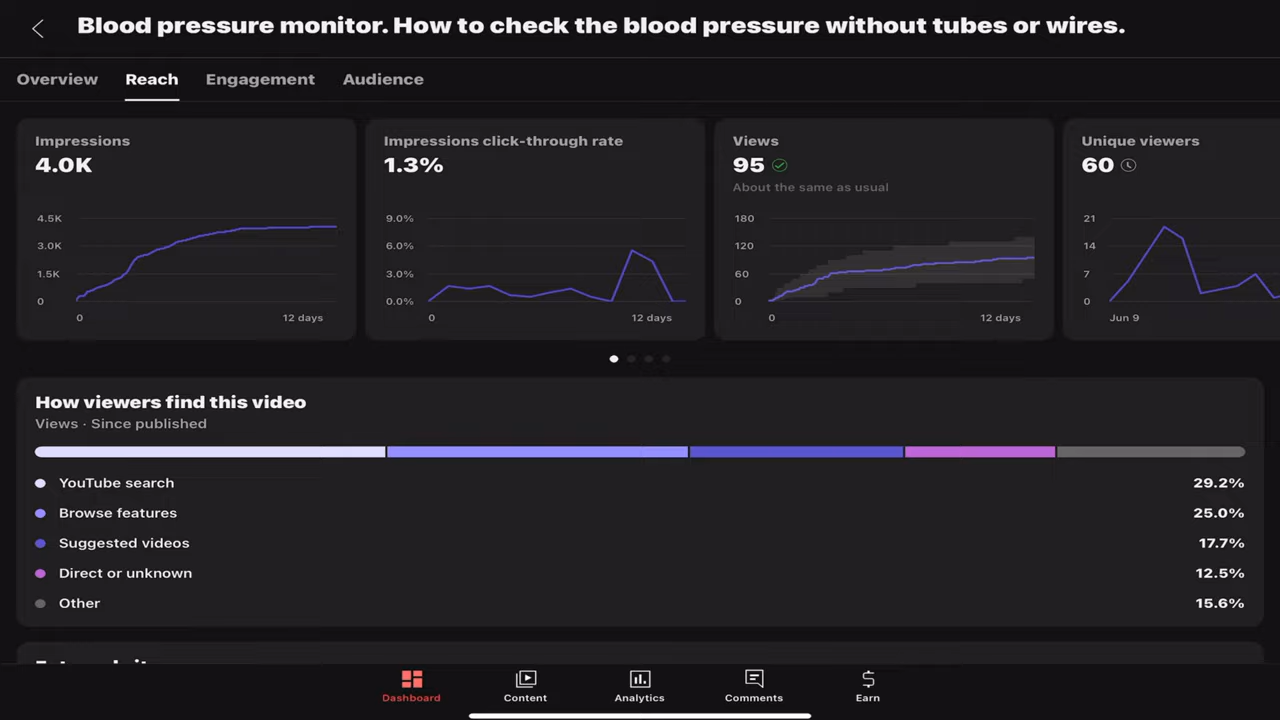 Blood pressure monitor. How to check the blood pressure without tubes or wires.
Overview Reach Engagement Audience
Impressions
4.0K
4.5K
3.0K
1.5K
0
0 12 days
Impressions click-through rate
1.3%
9.0%
6.0%
3.0%
0.0%
0 12 days
Views
95
About the same as usual
180
120
60
0
0 12 days
Unique viewers
60
21
14
7
0
Jun 9
How viewers find this video
Views · Since published
YouTube search 29.2%
Browse features 25.0%
Suggested videos 17.7%
Direct or unknown 12.5%
Other 15.6%
Dashboard Content Analytics Comments Earn